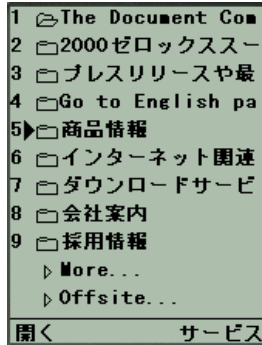 1 The Document Com
2 2000ゼロックススー
3 プレスリリースや最
4 Go to English pa
5 商品情報
6 インターネット関連
7 ダウンロードサービ
8 会社案内
9 採用情報
More...
Offsite...
開く サービス